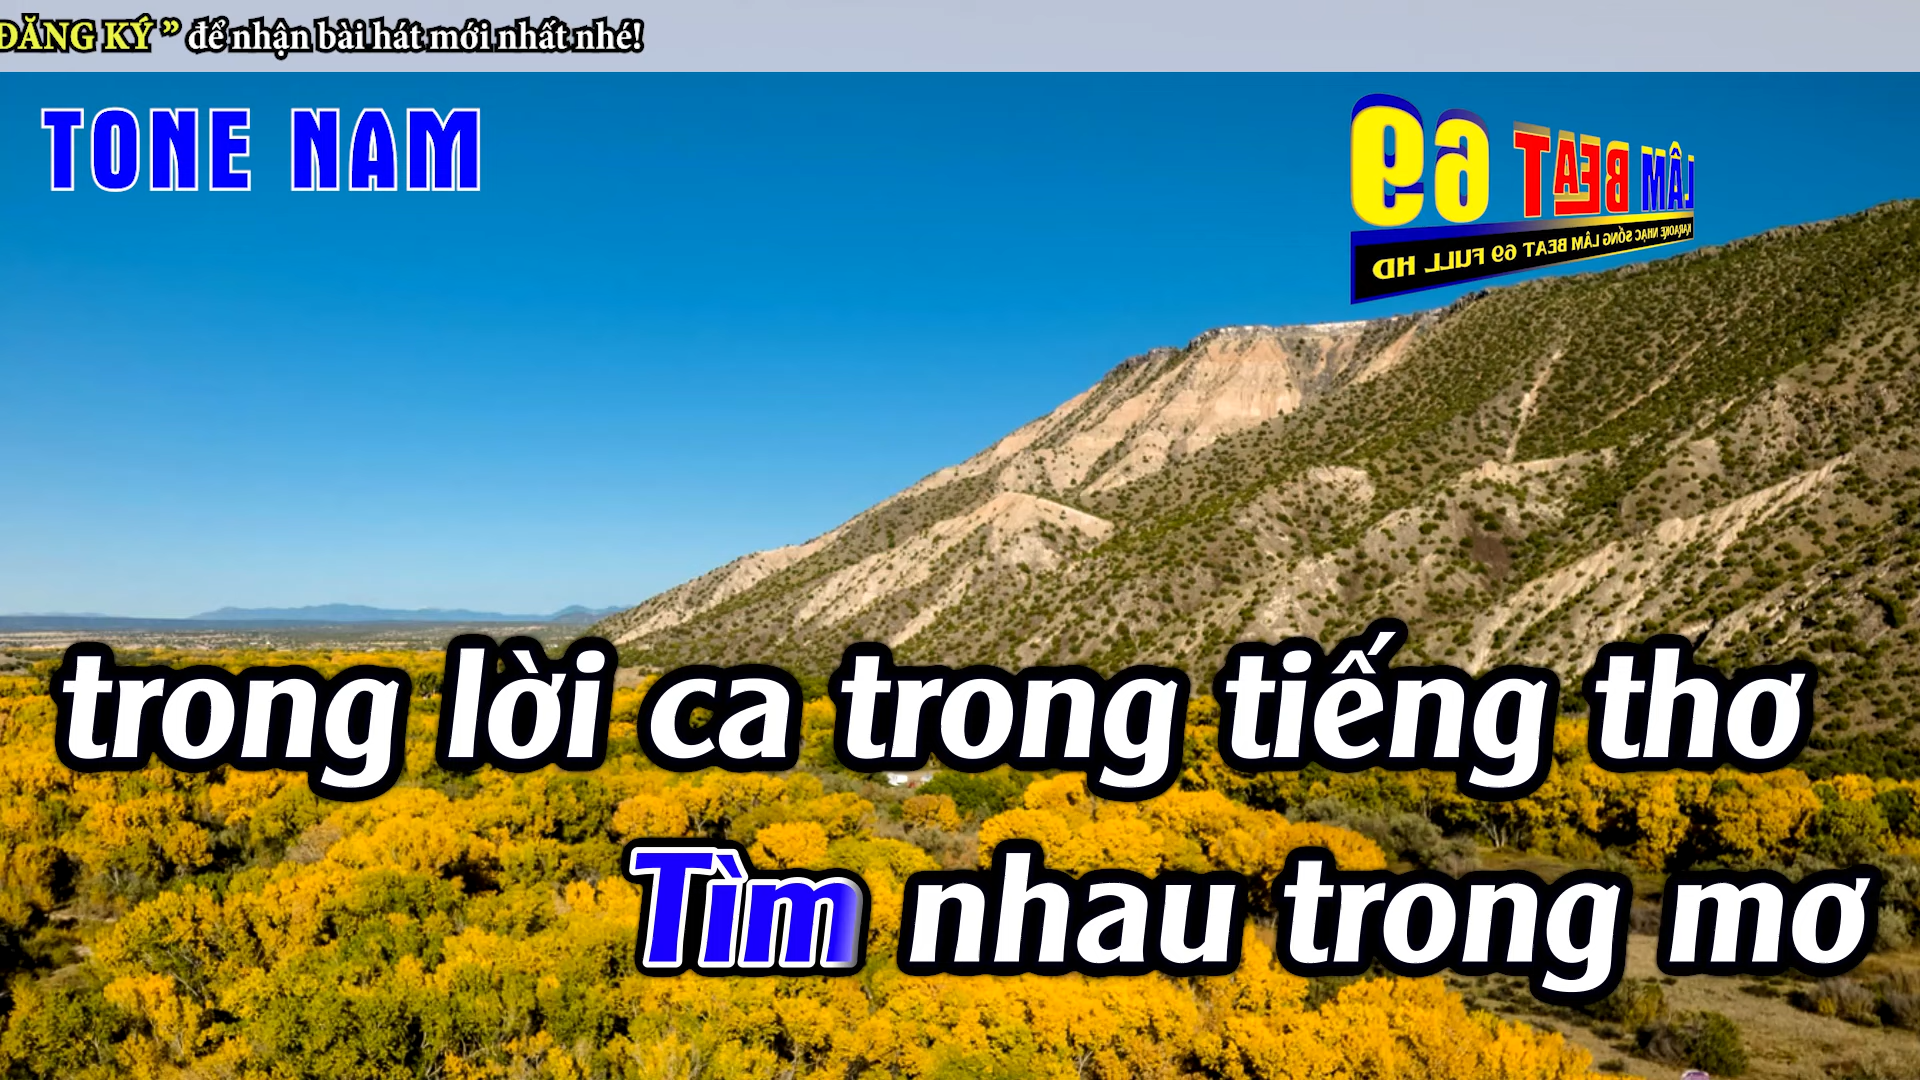 ĐĂNG KÝ ” để nhận bài hát mới nhất nhé!
TONE NAM
LÂM BEAT 69
KARAOKE NHẠC SỐNG LÂM BEAT 69 FULL HD
trong lời ca trong tiếng thơ
Tìm nhau trong mơ